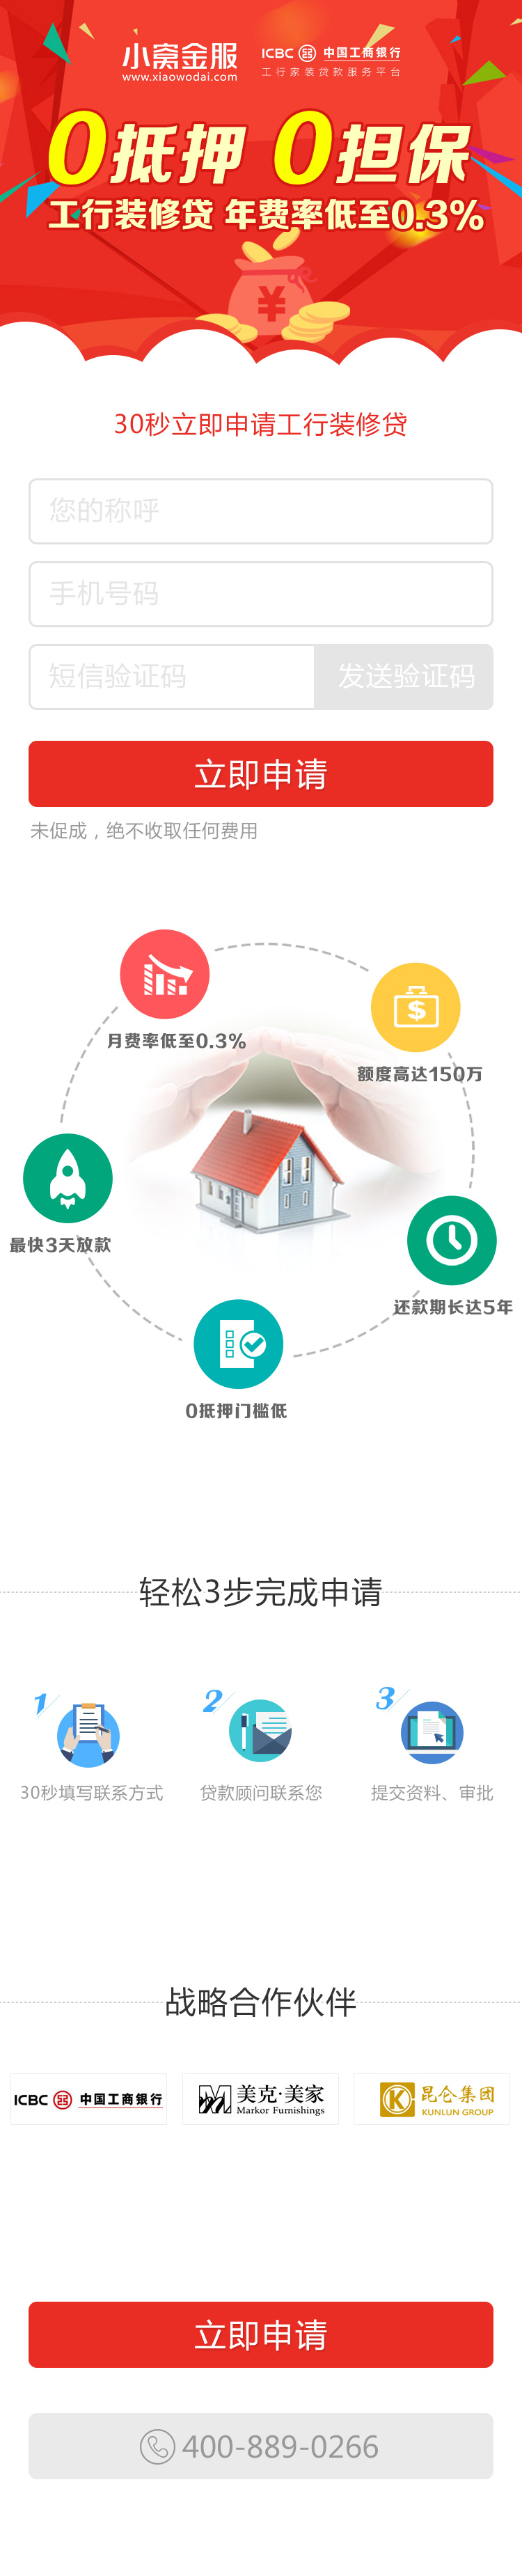 小窝金服
www.xiaowodai.com
ICBC 中国工商银行
工行家装贷款服务平台
0抵押 0担保
工行装修贷 年费率低至0.3%
¥
30秒立即申请工行装修贷
您的称呼
手机号码
短信验证码 发送验证码
立即申请
未促成，绝不收取任何费用
$
月费率低至0.3%
额度高达150万
最快3天放款
还款期长达5年
0抵押门槛低
轻松3步完成申请
1 2 3
30秒填写联系方式 贷款顾问联系您 提交资料、审批
战略合作伙伴
ICBC 中国工商银行
美克·美家
Markor Furnishings
K 昆仑集团
KUNLUN GROUP
立即申请
400-889-0266